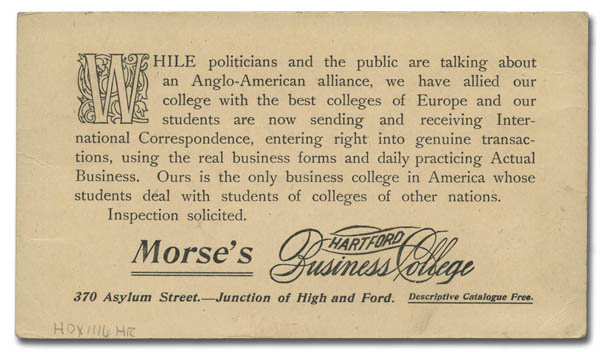 WHILE politicians and the public are talking about
an Anglo-American alliance, we have allied our
college with the best colleges of Europe and our
students are now sending and receiving Inter-
national Correspondence, entering right into genuine transac-
tions, using the real business forms and daily practicing Actual
Business. Ours is the only business college in America whose
students deal with students of colleges of other nations.
Inspection solicited.
Morse's HARTFORD Business College
370 Asylum Street.—Junction of High and Ford. Descriptive Catalogue Free.